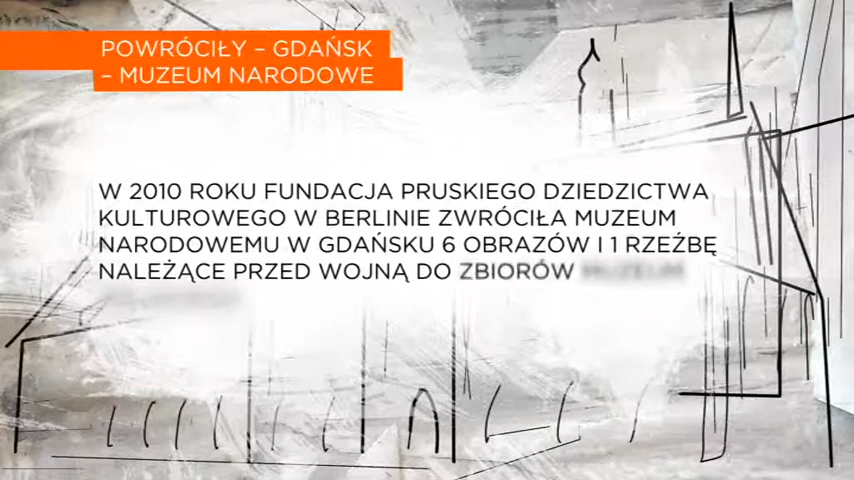 POWRÓCIŁY – GDAŃSK
– MUZEUM NARODOWE
W 2010 ROKU FUNDACJA PRUSKIEGO DZIEDZICTWA
KULTUROWEGO W BERLINIE ZWRÓCIŁA MUZEUM
NARODOWEMU W GDAŃSKU 6 OBRAZÓW I 1 RZEŹBĘ
NALEŻĄCE PRZED WOJNĄ DO ZBIORÓW